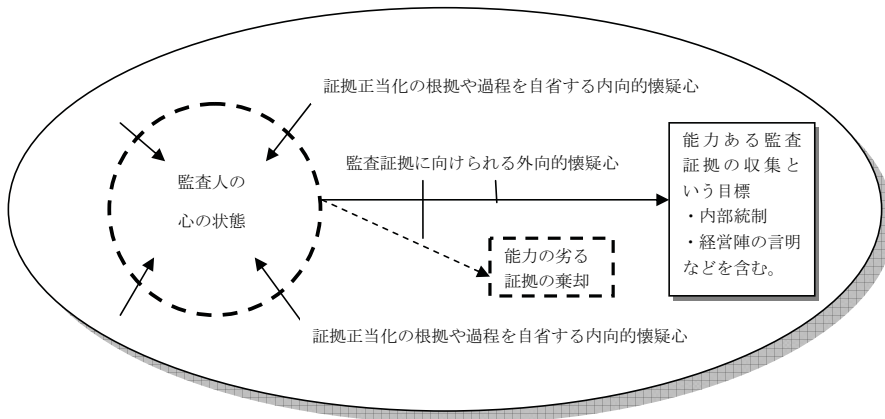 証拠正当化の根拠や過程を自省する内向的懐疑心
監査証拠に向けられる外向的懐疑心
監査人の
心の状態
能力ある監査
証拠の収集と
いう目標
・内部統制
・経営陣の言明
などを含む。
能力の劣る
証拠の棄却
証拠正当化の根拠や過程を自省する内向的懐疑心